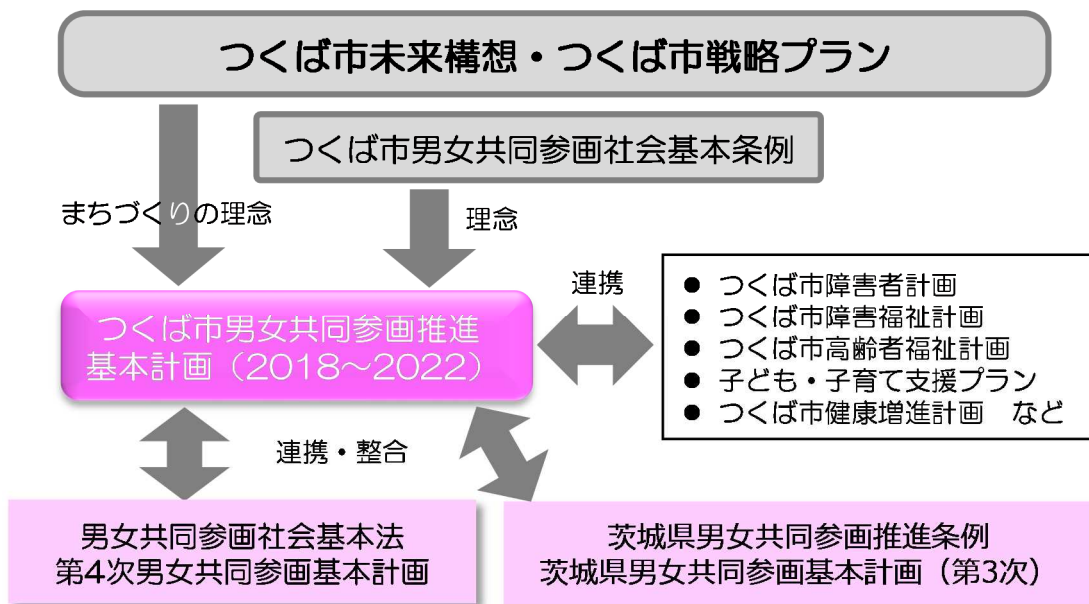 つくば市未来構想・つくば市戦略プラン
つくば市男女共同参画社会基本条例
まちづくりの理念
理念
つくば市男女共同参画推進
基本計画（2018～2022）
連携
● つくば市障害者計画
● つくば市障害福祉計画
● つくば市高齢者福祉計画
● 子ども・子育て支援プラン
● つくば市健康増進計画　など
連携・整合
男女共同参画社会基本法
第4次男女共同参画基本計画
茨城県男女共同参画推進条例
茨城県男女共同参画基本計画（第3次）